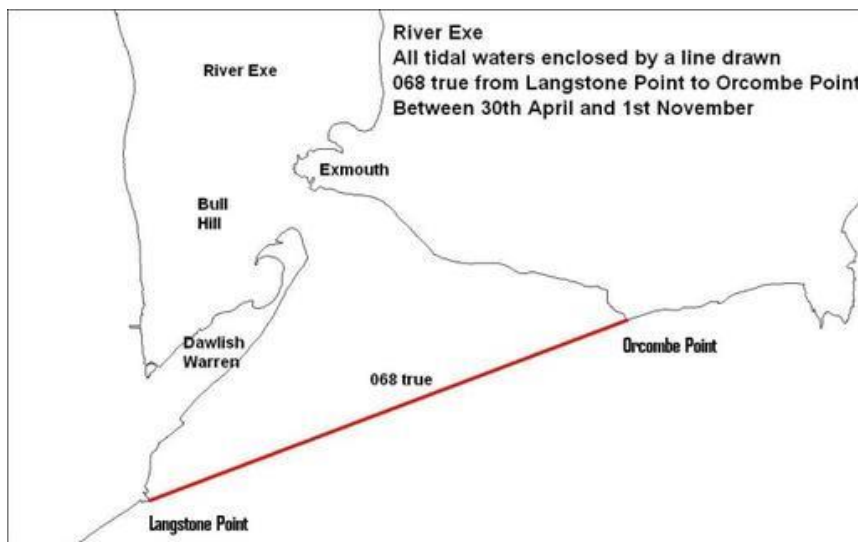 River Exe
All tidal waters enclosed by a line drawn
068 true from Langstone Point to Orcombe Point
Between 30th April and 1st November
River Exe
Exmouth
Bull
Hill
Dawlish
Warren
Orcombe Point
068 true
Langstone Point